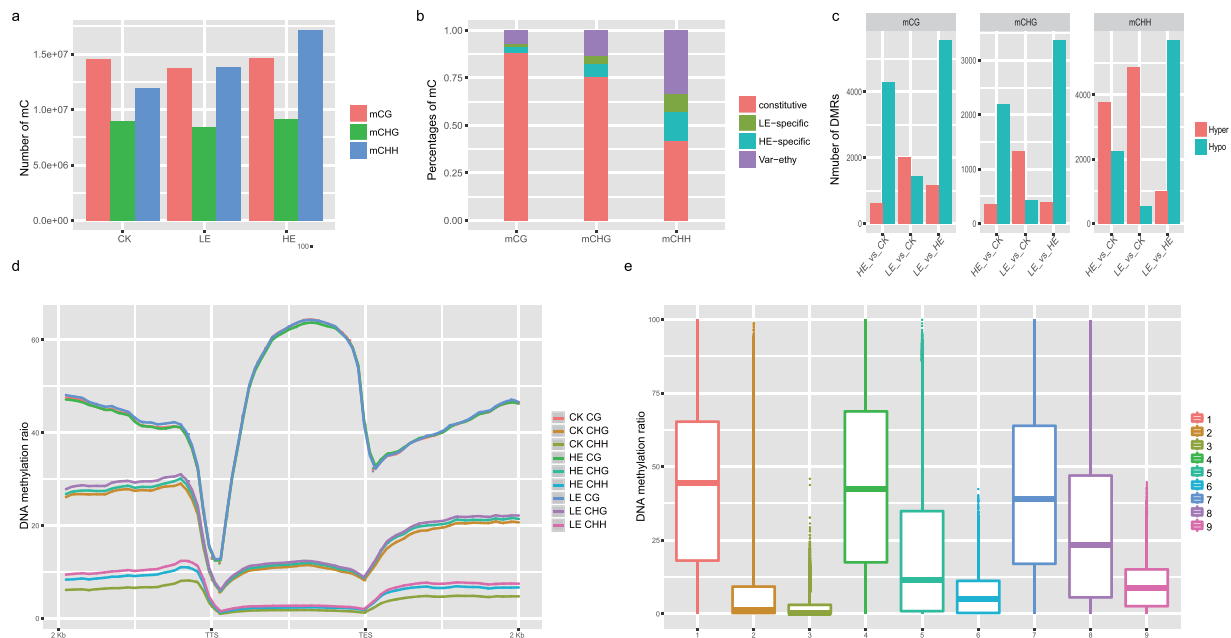 a
Number of mC
1.5e+07
1.0e+07
5.0e+06
0.0e+00
CK
LE
HE
100
mCG
mCHG
mCHH
b
Percentages of mC
1.00
0.75
0.50
0.25
0.00
mCG
mCHG
mCHH
constitutive
LE-specific
HE-specific
Var-ethy
c
Nmuber of DMRs
mCG
mCHG
mCHH
4000
2000
0
3000
2000
1000
0
4000
2000
0
HE_vs_CK
LE_vs_CK
LE_vs_HE
HE_vs_CK
LE_vs_CK
LE_vs_HE
HE_vs_CK
LE_vs_CK
LE_vs_HE
Hyper
Hypo
d
DNA methylation ratio
60
40
20
0
2 Kb
TTS
TES
2 Kb
CK CG
CK CHG
CK CHH
HE CG
HE CHG
HE CHH
LE CG
LE CHG
LE CHH
e
DNA methylation ratio
100
75
50
25
0
1
2
3
4
5
6
7
8
9
1
2
3
4
5
6
7
8
9